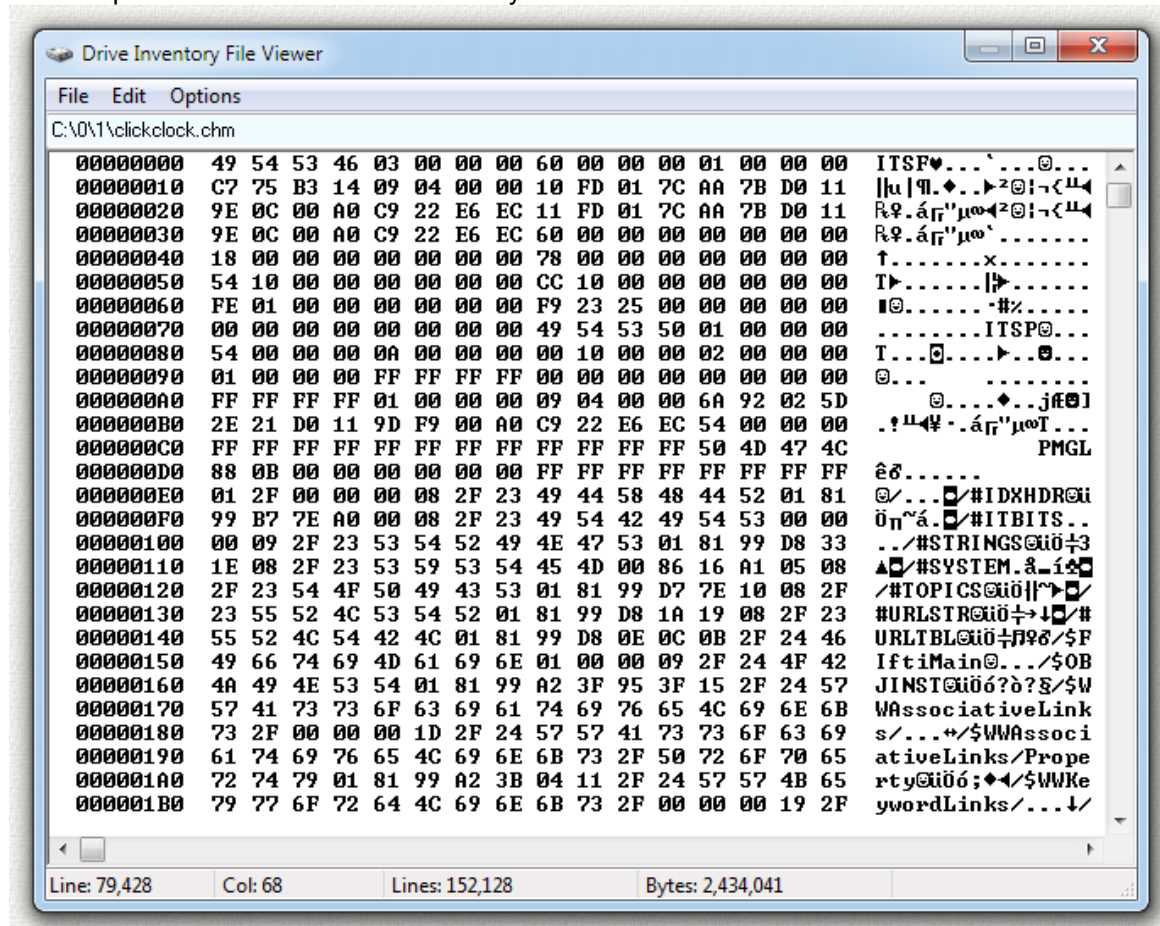 Drive Inventory File Viewer
File Edit Options
C:\0\1\clickclock.chm
00000000 49 54 53 46 03 00 00 00 60 00 00 00 01 00 00 00 ITSF♥...`...☺...
00000010 C7 75 B3 14 09 04 00 00 10 FD 01 7C AA 7B D0 11
00000020 9E 0C 00 A0 C9 22 E6 EC 11 FD 01 7C AA 7B D0 11
00000030 9E 0C 00 A0 C9 22 E6 EC 60 00 00 00 00 00 00 00
00000040 18 00 00 00 00 00 00 00 78 00 00 00 00 00 00 00 ↑.......x.......
00000050 54 10 00 00 00 00 00 00 CC 10 00 00 00 00 00 00 T►......╠►......
00000060 FE 01 00 00 00 00 00 00 F9 23 25 00 00 00 00 00 ■☺......·#%.....
00000070 00 00 00 00 00 00 00 00 49 54 53 50 01 00 00 00 ........ITSP☺...
00000080 54 00 00 00 0A 00 00 00 00 10 00 00 02 00 00 00 T...◙....►..☻...
00000090 01 00 00 00 FF FF FF FF 00 00 00 00 00 00 00 00 ☺... ........
000000A0 FF FF FF FF 01 00 00 00 09 04 00 00 6A 92 02 5D ☺....♦..jÆ☻]
000000B0 2E 21 D0 11 9D F9 00 A0 C9 22 E6 EC 54 00 00 00
000000C0 FF FF FF FF FF FF FF FF FF FF FF FF 50 4D 47 4C PMGL
000000D0 88 0B 00 00 00 00 00 00 FF FF FF FF FF FF FF FF ê♂......
000000E0 01 2F 00 00 00 08 2F 23 49 44 58 48 44 52 01 81 ☺/...◘/#IDXHDR☺ü
000000F0 99 B7 7E A0 00 08 2F 23 49 54 42 49 54 53 00 00 Ö╖~á.◘/#ITBITS..
00000100 00 09 2F 23 53 54 52 49 4E 47 53 01 81 99 D8 33 ../#STRINGS☺üÖ╪3
00000110 1E 08 2F 23 53 59 53 54 45 4D 00 86 16 A1 05 08 ▲◘/#SYSTEM.å▬í♣◘
00000120 2F 23 54 4F 50 49 43 53 01 81 99 D7 7E 10 08 2F /#TOPICS☺üÖ╫~►◘/
00000130 23 55 52 4C 53 54 52 01 81 99 D8 1A 19 08 2F 23 #URLSTR☺üÖ╪→↓◘/#
00000140 55 52 4C 54 42 4C 01 81 99 D8 0E 0C 0B 2F 24 46 URLTBL☺üÖ╪♫♀♂/$F
00000150 49 66 74 69 4D 61 69 6E 01 00 00 09 2F 24 4F 42 IftiMain☺.../$OB
00000160 4A 49 4E 53 54 01 81 99 A2 3F 95 3F 15 2F 24 57 JINST☺üÖó?ò?§/$W
00000170 57 41 73 73 6F 63 69 61 74 69 76 65 4C 69 6E 6B WAssociativeLink
00000180 73 2F 00 00 00 1D 2F 24 57 57 41 73 73 6F 63 69 s/...↔/$WWAssoci
00000190 61 74 69 76 65 4C 69 6E 6B 73 2F 50 72 6F 70 65 ativeLinks/Prope
000001A0 72 74 79 01 81 99 A2 3B 04 11 2F 24 57 57 4B 65 rty☺üÖó;♦◄/$WWKe
000001B0 79 77 6F 72 64 4C 69 6E 6B 73 2F 00 00 00 19 2F ywordLinks/...↓/
Line: 79,428 Col: 68 Lines: 152,128 Bytes: 2,434,041